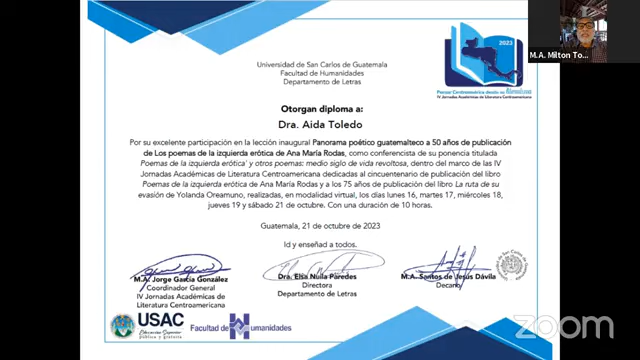 2023
Pensar Centroamérica desde su
IV Jornadas Académicas de Literatura Centroamericana
M.A. Milton To...
Universidad de San Carlos de Guatemala
Facultad de Humanidades
Departamento de Letras
Otorgan diploma a:
Dra. Aida Toledo
Por su excelente participación en la lección inaugural Panorama poético guatemalteco a 50 años de publicación
de Los poemas de la izquierda erótica de Ana María Rodas, como conferencista de su ponencia titulada
Poemas de la izquierda erótica' y otros poemas: medio siglo de vida revoltosa, dentro del marco de las IV
Jornadas Académicas de Literatura Centroamericana dedicadas al cincuentenario de publicación del libro
Poemas de la izquierda erótica de Ana María Rodas y a los 75 años de publicación del libro La ruta de su
evasión de Yolanda Oreamuno, realizadas, en modalidad virtual, los días lunes 16, martes 17, miércoles 18,
jueves 19 y sábado 21 de octubre. Con una duración de 10 horas.
Guatemala, 21 de octubre de 2023
Id y enseñad a todos.
M.A. Jorge García González
Coordinador General
IV Jornadas Académicas de
Literatura Centroamericana
Dra. Elsa Nuila Paredes
Directora
Departamento de Letras
M.A. Santos de Jesús Dávila
Decano
USAC
Educación Superior
pública y gratuita
Facultad de Humanidades
zoom